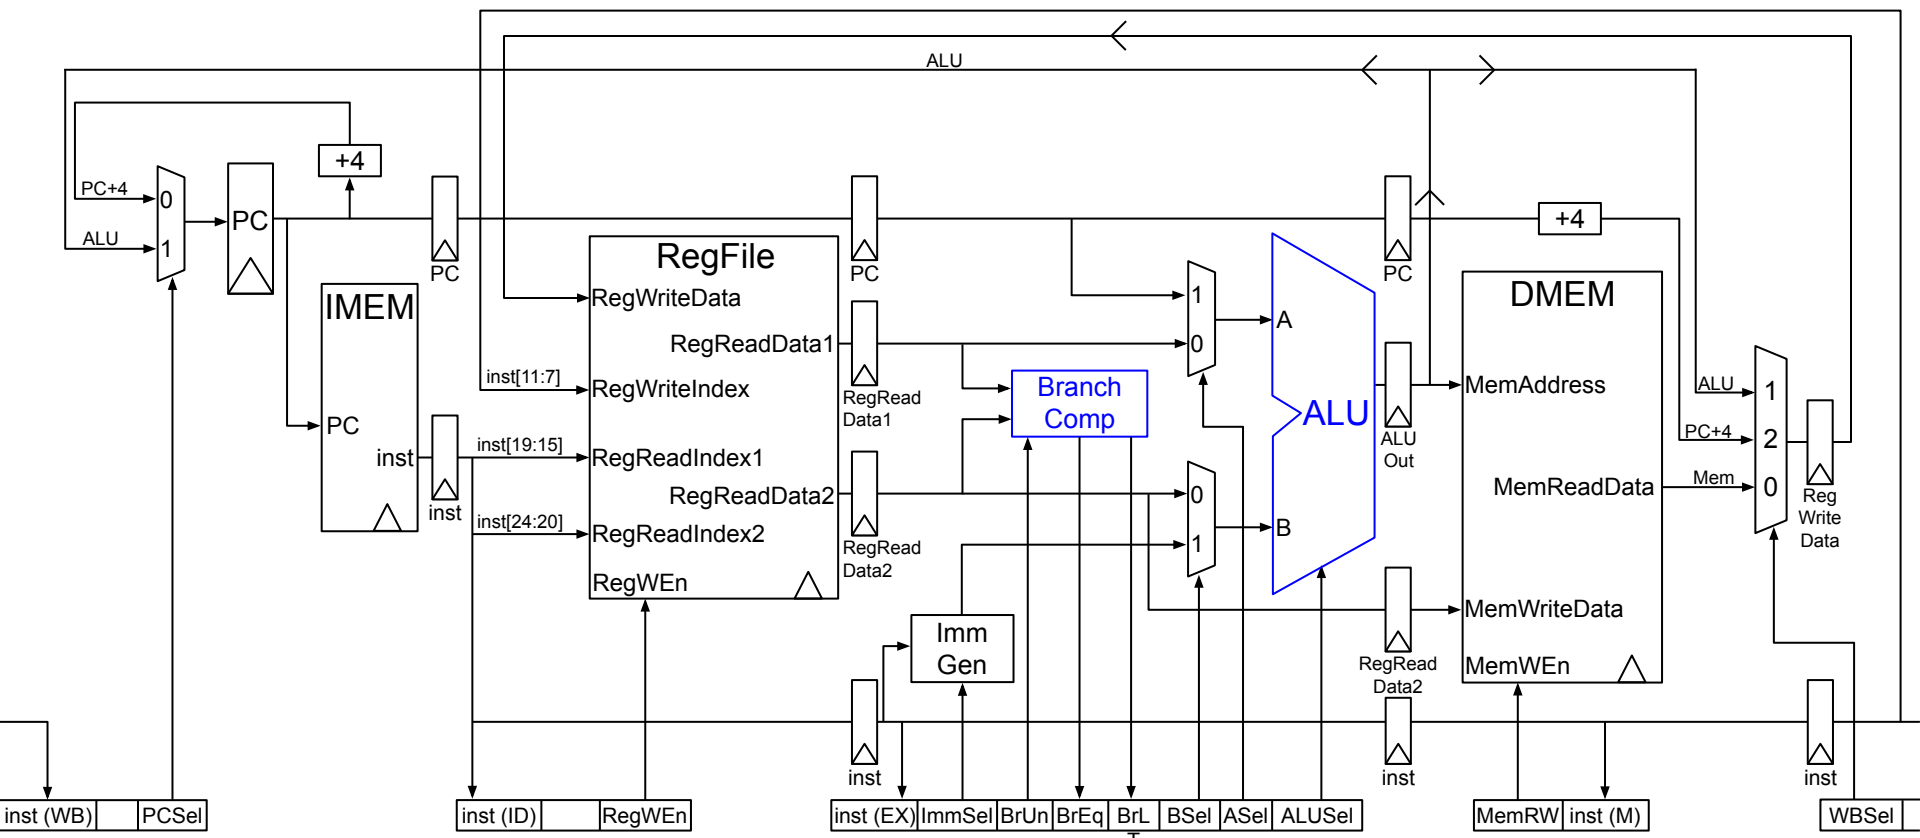 ALU
+4
PC+4
0
ALU
1
PC
PC
IMEM
PC
inst
inst
RegFile
RegWriteData
RegReadData1
inst[11:7]
RegWriteIndex
inst[19:15]
RegReadIndex1
RegReadData2
inst[24:20]
RegReadIndex2
RegWEn
PC
RegRead
Data1
RegRead
Data2
1
0
Branch
Comp
0
1
Imm
Gen
A
ALU
B
PC
ALU
Out
RegRead
Data2
+4
DMEM
MemAddress
MemReadData
MemWriteData
MemWEn
ALU
1
PC+4
2
Mem
0
Reg
Write
Data
inst
inst
inst
inst (WB)
PCSel
inst (ID)
RegWEn
inst (EX)
ImmSel
BrUn
BrEq
BrL
T
BSel
ASel
ALUSel
MemRW
inst (M)
WBSel